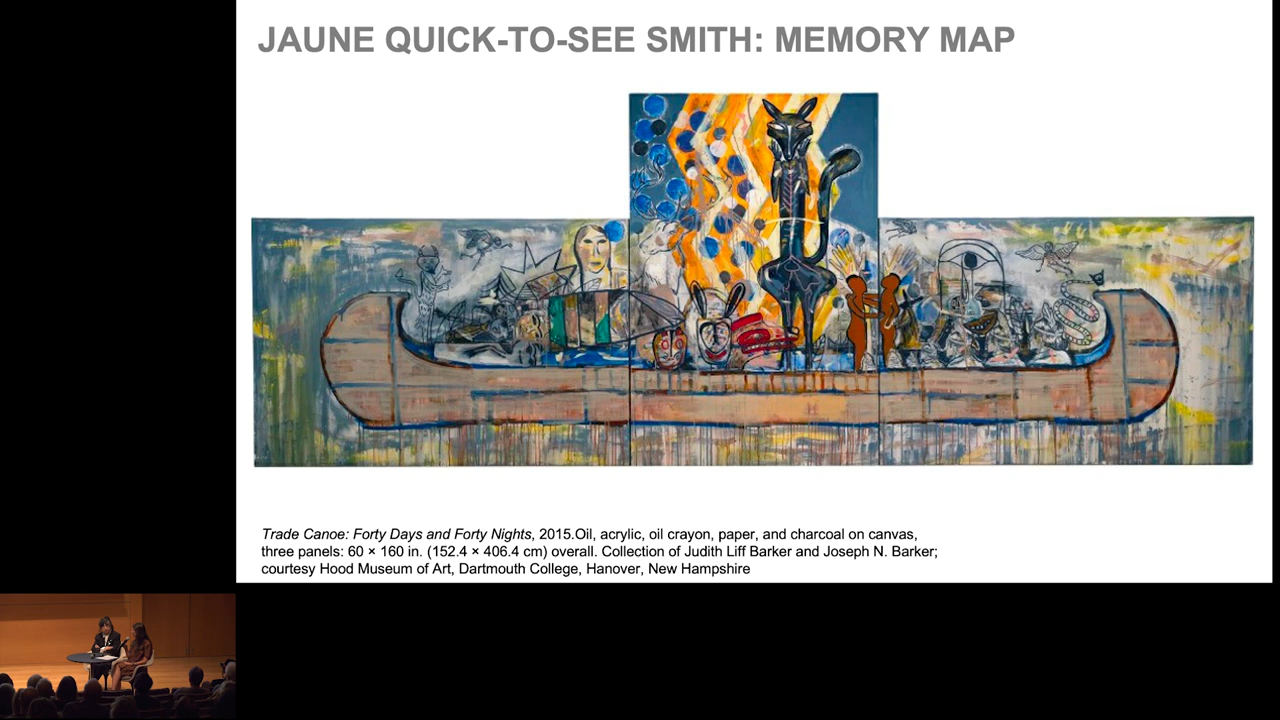 JAUNE QUICK-TO-SEE SMITH: MEMORY MAP
Trade Canoe: Forty Days and Forty Nights, 2015.Oil, acrylic, oil crayon, paper, and charcoal on canvas,
three panels: 60 × 160 in. (152.4 × 406.4 cm) overall. Collection of Judith Liff Barker and Joseph N. Barker;
courtesy Hood Museum of Art, Dartmouth College, Hanover, New Hampshire